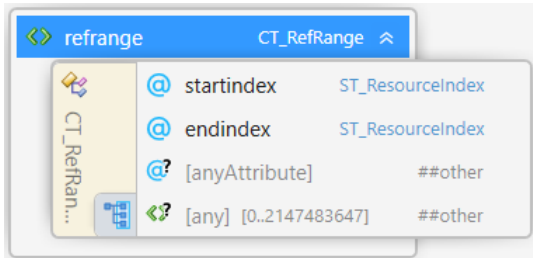 refrange CT_RefRange
CT_RefRan...
@ startindex ST_ResourceIndex
@ endindex ST_ResourceIndex
@? [anyAttribute] ##other
<>? [any] [0..2147483647] ##other